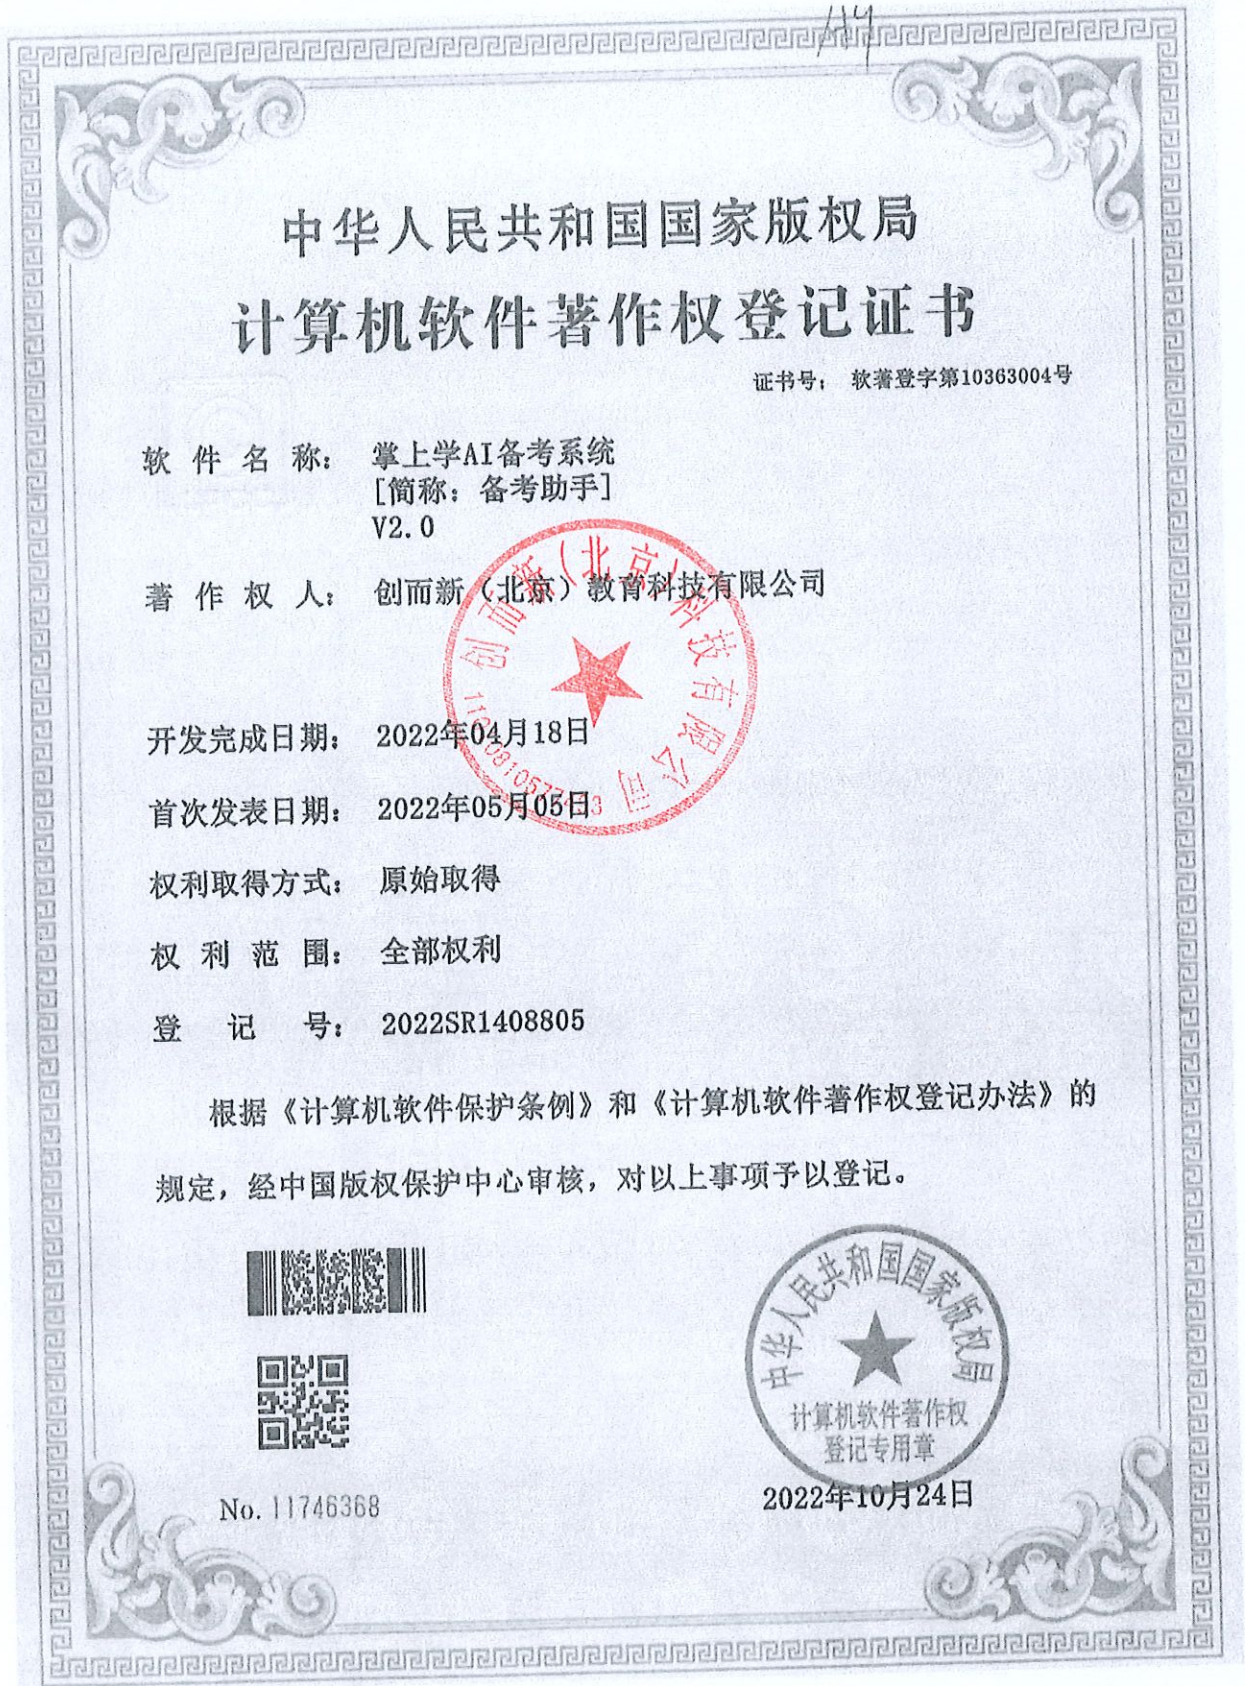 中华人民共和国国家版权局
计算机软件著作权登记证书
证书号： 软著登字第10363004号
软件名称： 掌上学AI备考系统
[简称：备考助手]
V2.0
著作权人： 创而新（北京）教育科技有限公司
创而新（北京）科技有限公司
开发完成日期： 2022年04月18日
首次发表日期： 2022年05月05日
权利取得方式： 原始取得
权利范围： 全部权利
登记号： 2022SR1408805
根据《计算机软件保护条例》和《计算机软件著作权登记办法》的
规定，经中国版权保护中心审核，对以上事项予以登记。
中华人民共和国国家版权局
计算机软件著作权
登记专用章
No. 11746368
2022年10月24日